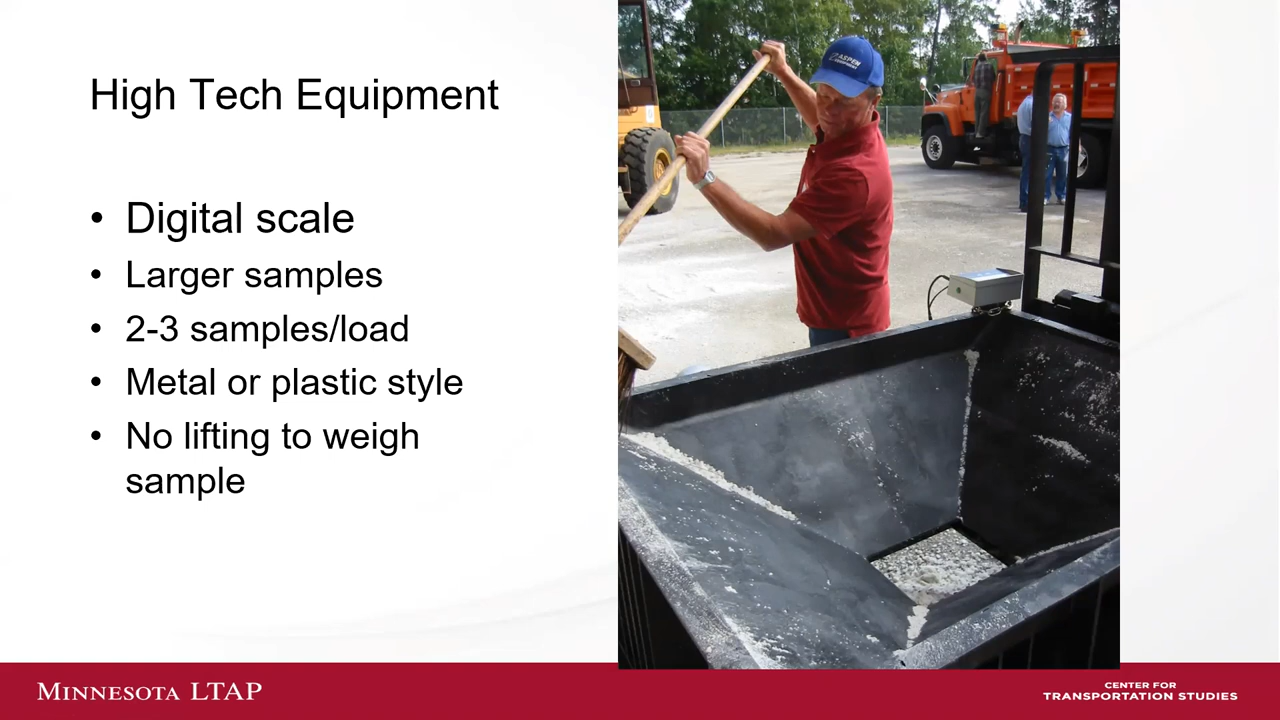 High Tech Equipment
• Digital scale
• Larger samples
• 2-3 samples/load
• Metal or plastic style
• No lifting to weigh
sample
ASPEN
MINNESOTA LTAP
CENTER FOR
TRANSPORTATION STUDIES